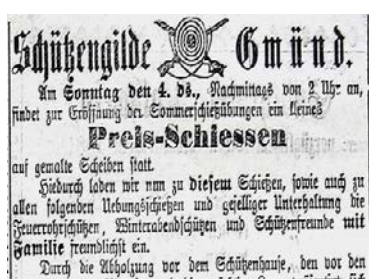 Schützengilde Gmünd.
Am Sonntag den 4. ds., Nachmittags von 2 Uhr an,
findet zur Eröffnung der Sommerschießübungen ein kleines
Preis-Schiessen
auf gemalte Scheiben statt.
Hiedurch laden wir nun zu diesem Schießen, sowie auch zu
allen folgenden Uebungsschießen und geselliger Unterhaltung die
Feuerrohrschützen, Winterabendschützen und Schützenfreunde mit
Familie freundlichst ein.
Durch die Abholzung vor dem Schützenhause, den vor den